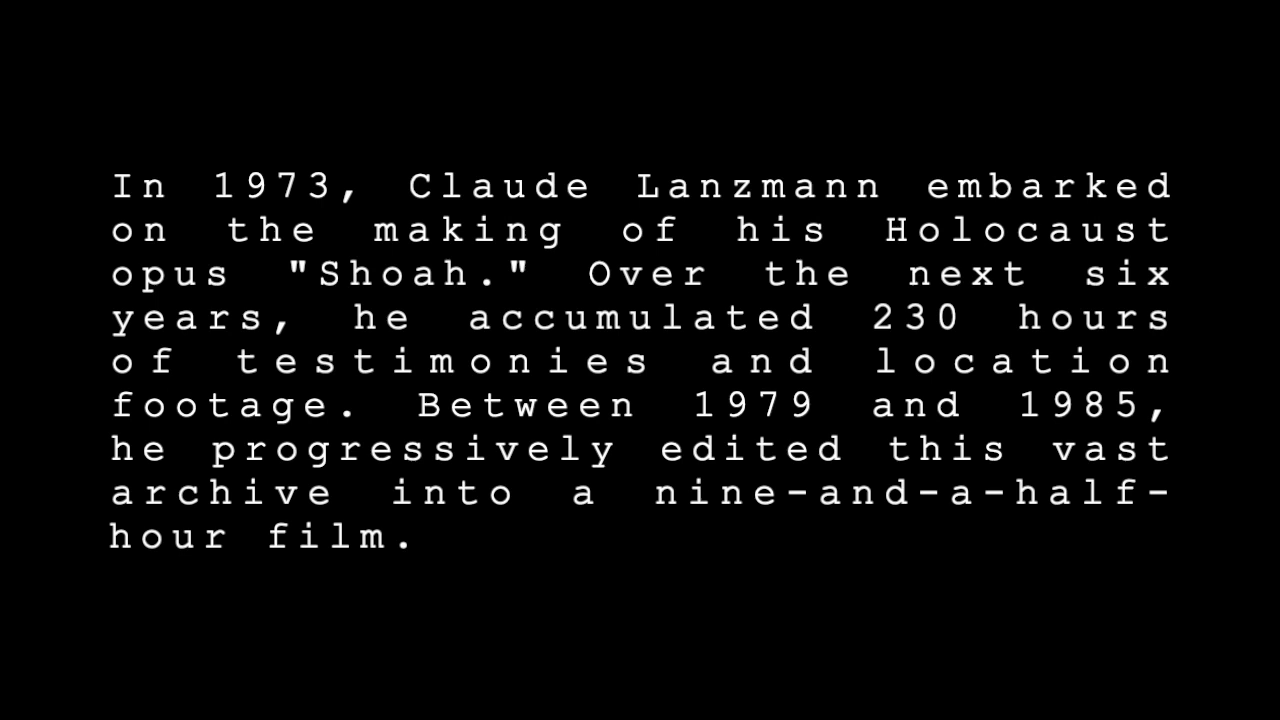 In 1973, Claude Lanzmann embarked
on the making of his Holocaust
opus "Shoah." Over the next six
years, he accumulated 230 hours
of testimonies and location
footage. Between 1979 and 1985,
he progressively edited this vast
archive into a nine-and-a-half-
hour film.